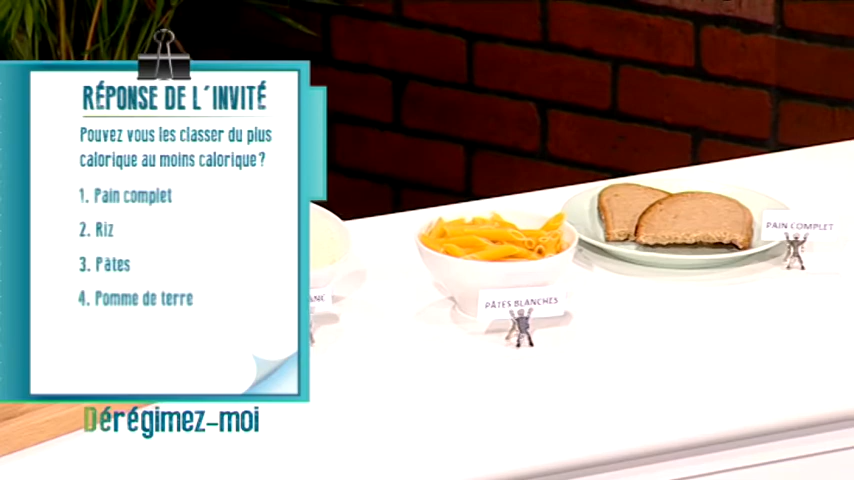 RÉPONSE DE L'INVITÉ
Pouvez vous les classer du plus
calorique au moins calorique?
1. Pain complet
2. Riz
3. Pâtes
4. Pomme de terre
Dérégimez-moi
PÂTES BLANCHES
PAIN COMPLET